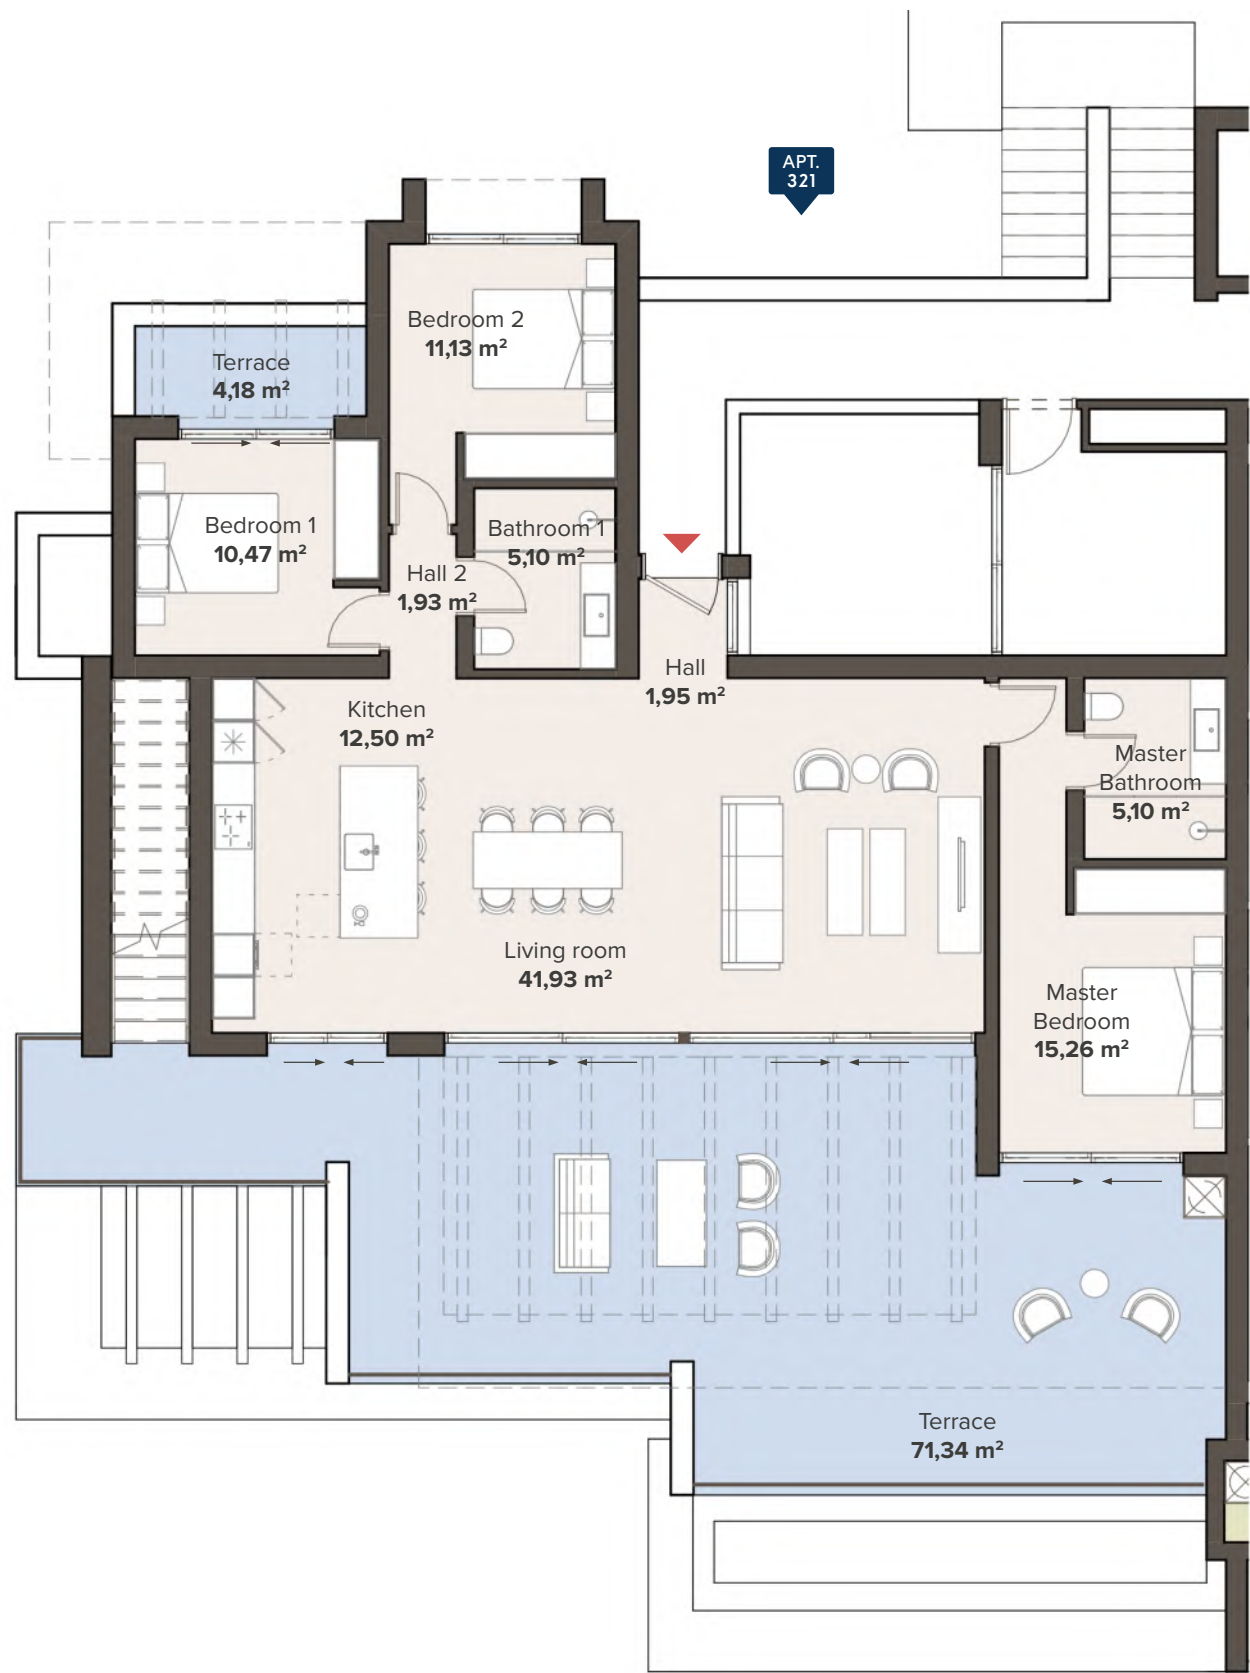 APT.
321
Bedroom 2
11,13 m²
Terrace
4,18 m²
Bedroom 1
10,47 m²
Bathroom 1
5,10 m²
Hall 2
1,93 m²
Hall
1,95 m²
Kitchen
12,50 m²
Master
Bathroom
5,10 m²
Living room
41,93 m²
Master
Bedroom
15,26 m²
Terrace
71,34 m²